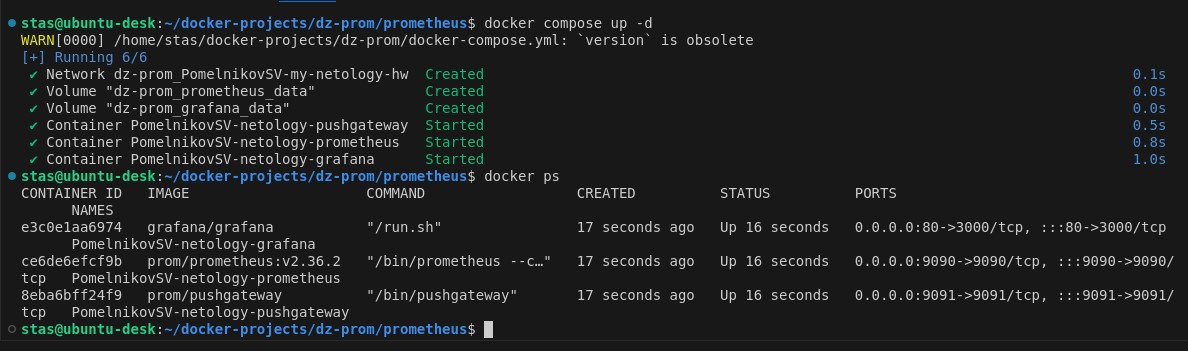 stas@ubuntu-desk:~/docker-projects/dz-prom/prometheus$ docker compose up -d
WARN[0000] /home/stas/docker-projects/dz-prom/docker-compose.yml: `version` is obsolete
[+] Running 6/6
✔ Network dz-prom_PomelnikovSV-my-netology-hw  Created  0.1s
✔ Volume "dz-prom_prometheus_data"  Created  0.0s
✔ Volume "dz-prom_grafana_data"  Created  0.0s
✔ Container PomelnikovSV-netology-pushgateway  Started  0.5s
✔ Container PomelnikovSV-netology-prometheus  Started  0.8s
✔ Container PomelnikovSV-netology-grafana  Started  1.0s
stas@ubuntu-desk:~/docker-projects/dz-prom/prometheus$ docker ps
CONTAINER ID   IMAGE   COMMAND   CREATED   STATUS   PORTS
NAMES
e3c0e1aa6974   grafana/grafana   "/run.sh"   17 seconds ago   Up 16 seconds   0.0.0.0:80->3000/tcp, :::80->3000/tcp
PomelnikovSV-netology-grafana
ce6de6efcf9b   prom/prometheus:v2.36.2   "/bin/prometheus --c…"   17 seconds ago   Up 16 seconds   0.0.0.0:9090->9090/tcp, :::9090->9090/
tcp   PomelnikovSV-netology-prometheus
8eba6bff24f9   prom/pushgateway   "/bin/pushgateway"   17 seconds ago   Up 16 seconds   0.0.0.0:9091->9091/tcp, :::9091->9091/
tcp   PomelnikovSV-netology-pushgateway
stas@ubuntu-desk:~/docker-projects/dz-prom/prometheus$